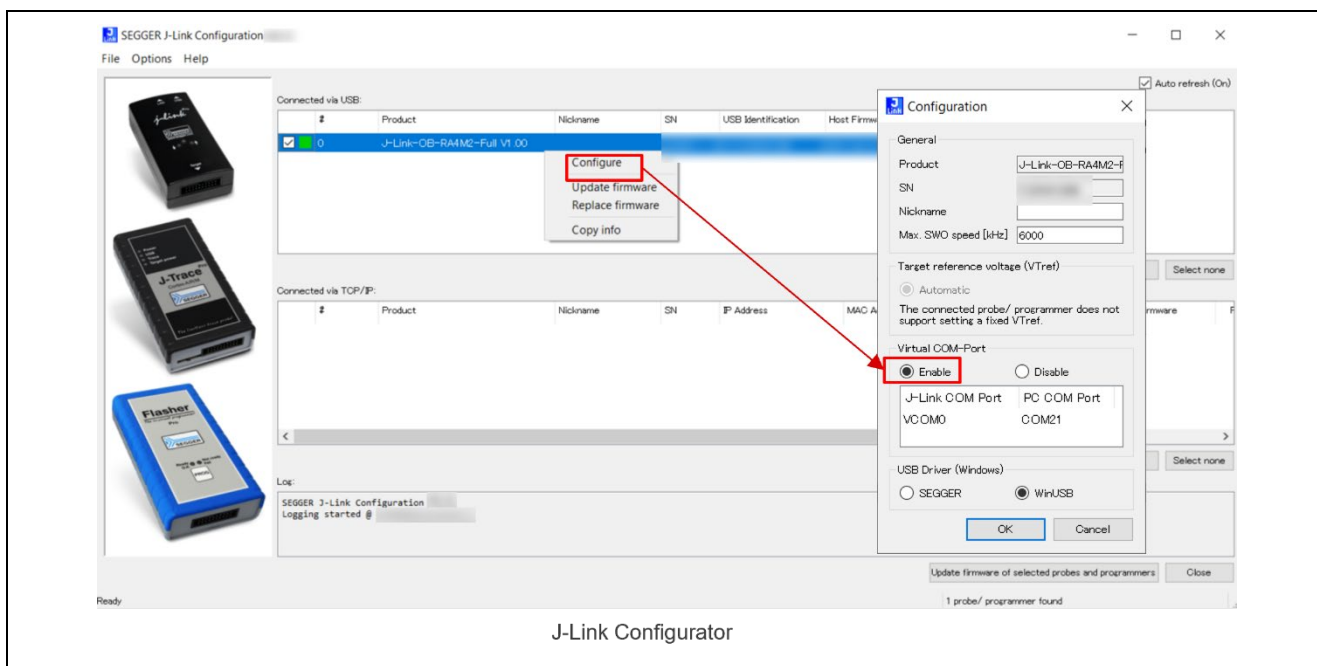 SEGGER J-Link Configuration
File Options Help
Auto refresh (On)
Connected via USB:
# Product Nickname SN USB Identification Host Firmw
0 J-Link-OB-RA4M2-Full V1.00
Configure
Update firmware
Replace firmware
Copy info
Select none
Connected via TCP/IP:
# Product Nickname SN IP Address MAC A rmware F
Select none
Log:
SEGGER J-Link Configuration
Logging started @
Update firmware of selected probes and programmers Close
Ready 1 probe/ programmer found
Configuration
General
Product J-Link-OB-RA4M2-F
SN
Nickname
Max. SWO speed [kHz] 6000
Target reference voltage (VTref)
Automatic
The connected probe/ programmer does not
support setting a fixed VTref.
Virtual COM-Port
Enable Disable
J-Link COM Port PC COM Port
VCOM0 COM21
USB Driver (Windows)
SEGGER WinUSB
OK Cancel
J-Link
J-Trace
Flasher
J-Link Configurator